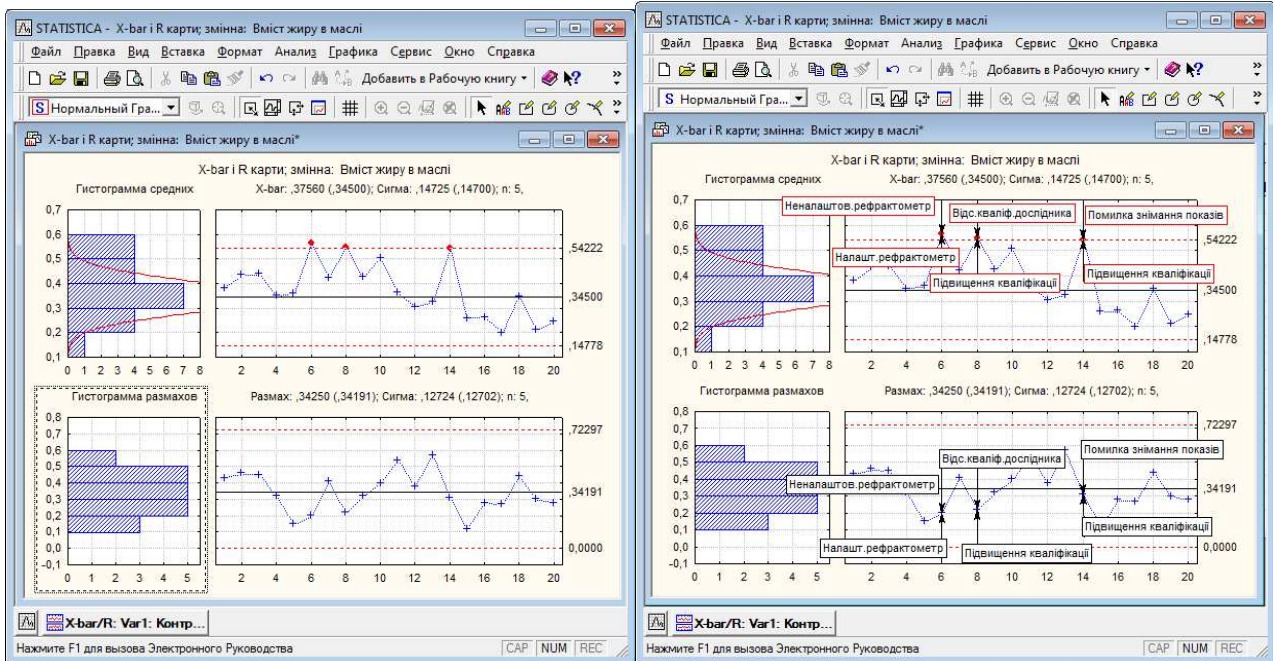 STATISTICA - X-bar і R карти; змінна: Вміст жиру в маслі
Файл Правка Вид Вставка Формат Анализ Графика Сервис Окно Справка
Добавить в Рабочую книгу
Нормальный Гра...
X-bar і R карти; змінна: Вміст жиру в маслі*
X-bar і R карти; змінна: Вміст жиру в маслі
Гистограмма средних X-bar: ,37560 (,34500); Сигма: ,14725 (,14700); n: 5,
0,7
0,6
0,5
0,4
0,3
0,2
0,1
0 1 2 3 4 5 6 7 8
2 4 6 8 10 12 14 16 18 20
,54222
,34500
,14778
Гистограмма размахов Размах: ,34250 (,34191); Сигма: ,12724 (,12702); n: 5,
0,8
0,7
0,6
0,5
0,4
0,3
0,2
0,1
0,0
-0,1
0 1 2 3 4 5
2 4 6 8 10 12 14 16 18 20
,72297
,34191
0,0000
X-bar/R: Var1: Контр...
Нажмите F1 для вызова Электронного Руководства CAP NUM REC
STATISTICA - X-bar і R карти; змінна: Вміст жиру в маслі
Файл Правка Вид Вставка Формат Анализ Графика Сервис Окно Справка
Добавить в Рабочую книгу
Нормальный Гра...
X-bar і R карти; змінна: Вміст жиру в маслі*
X-bar і R карти; змінна: Вміст жиру в маслі
Гистограмма средних X-bar: ,37560 (,34500); Сигма: ,14725 (,14700); n: 5,
0,7
0,6
0,5
0,4
0,3
0,2
0,1
0 1 2 3 4 5 6 7 8
Неналаштов.рефрактометр
Відс.кваліф.дослідника
Помилка знімання показів
Налашт.рефрактометр
Підвищення кваліфікації
Підвищення кваліфікації
2 4 6 8 10 12 14 16 18 20
,54222
,34500
,14778
Гистограмма размахов Размах: ,34250 (,34191); Сигма: ,12724 (,12702); n: 5,
0,8
0,7
0,6
0,5
0,4
0,3
0,2
0,1
0,0
-0,1
0 1 2 3 4 5
Відс.кваліф.дослідника
Помилка знімання показів
Неналаштов.рефрактометр
Підвищення кваліфікації
Налашт.рефрактометр
Підвищення кваліфікації
2 4 6 8 10 12 14 16 18 20
,72297
,34191
0,0000
X-bar/R: Var1: Контр...
Нажмите F1 для вызова Электронного Руководства CAP NUM REC